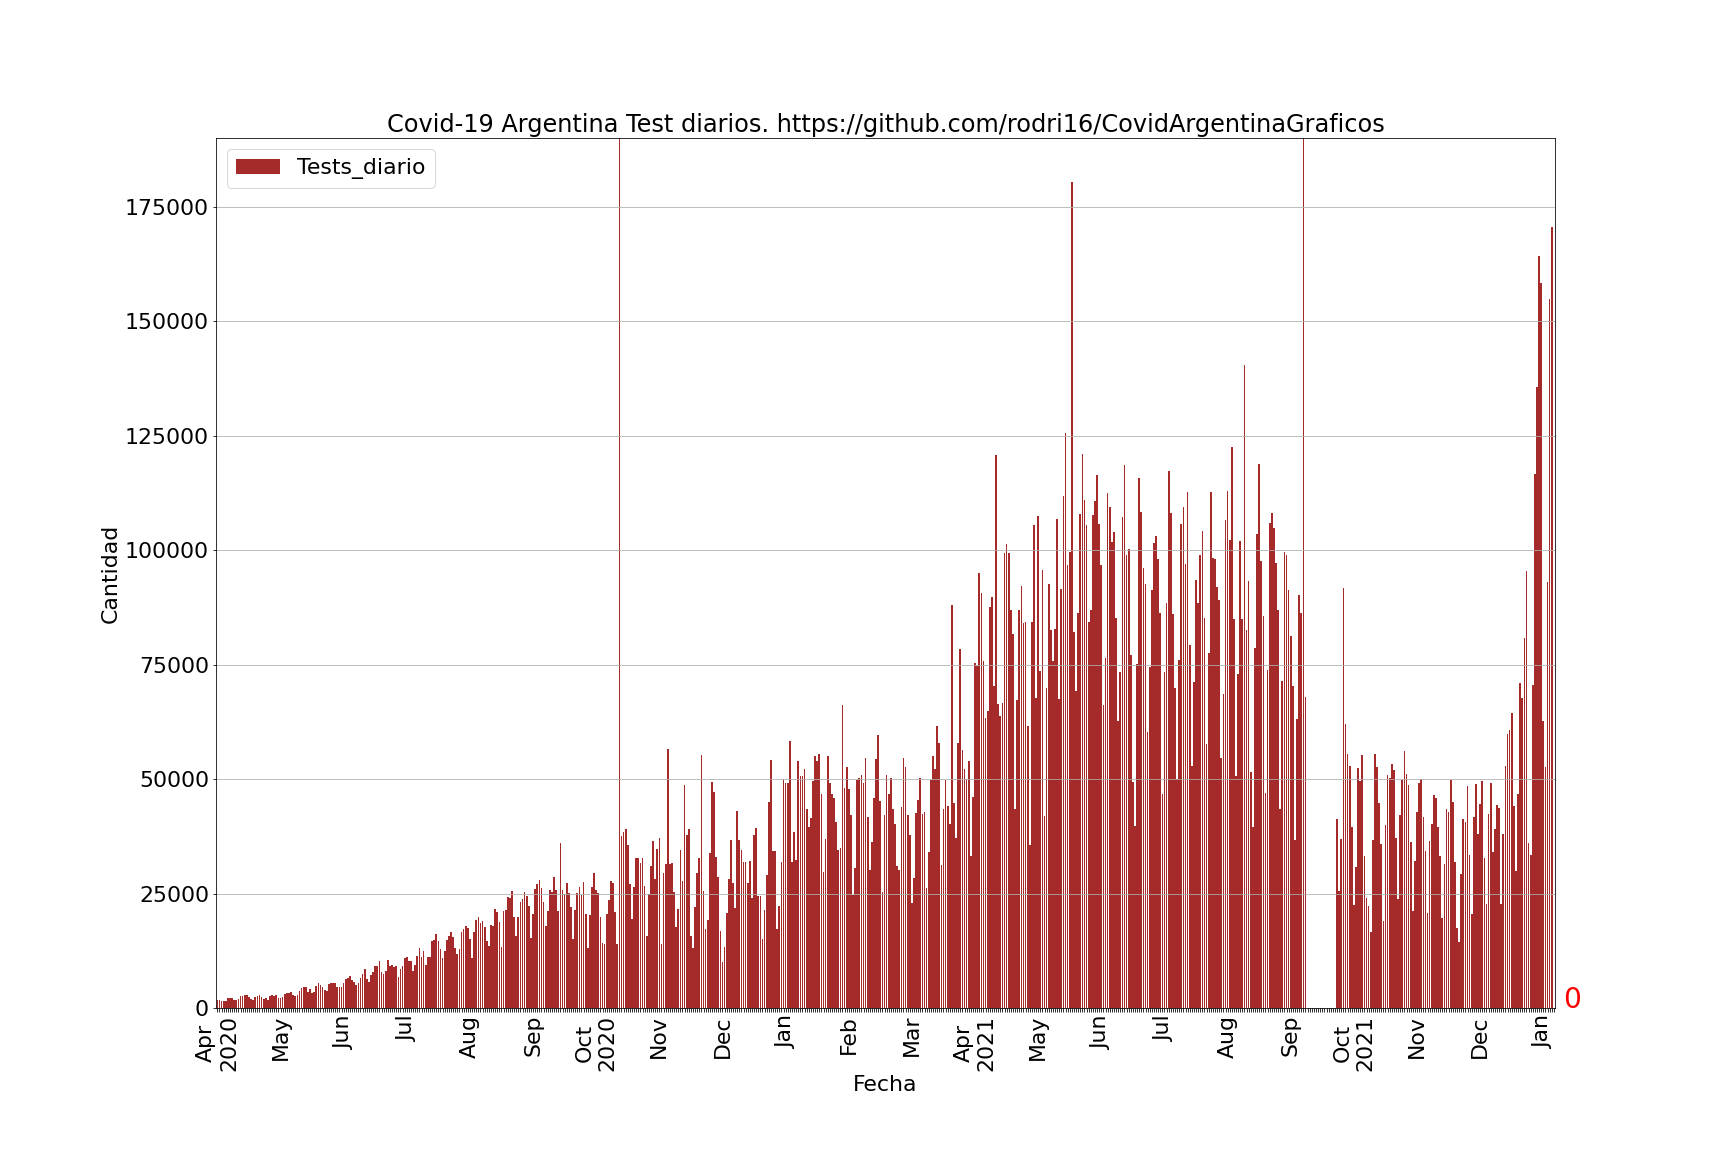 Covid-19 Argentina Test diarios. https://github.com/rodri16/CovidArgentinaGraficos
Tests_diario
175000
150000
125000
100000
75000
50000
25000
0
Cantidad
0
Apr
2020
May
Jun
Jul
Aug
Sep
Oct
2020
Nov
Dec
Jan
Feb
Mar
Apr
2021
May
Jun
Jul
Aug
Sep
Oct
2021
Nov
Dec
Jan
Fecha